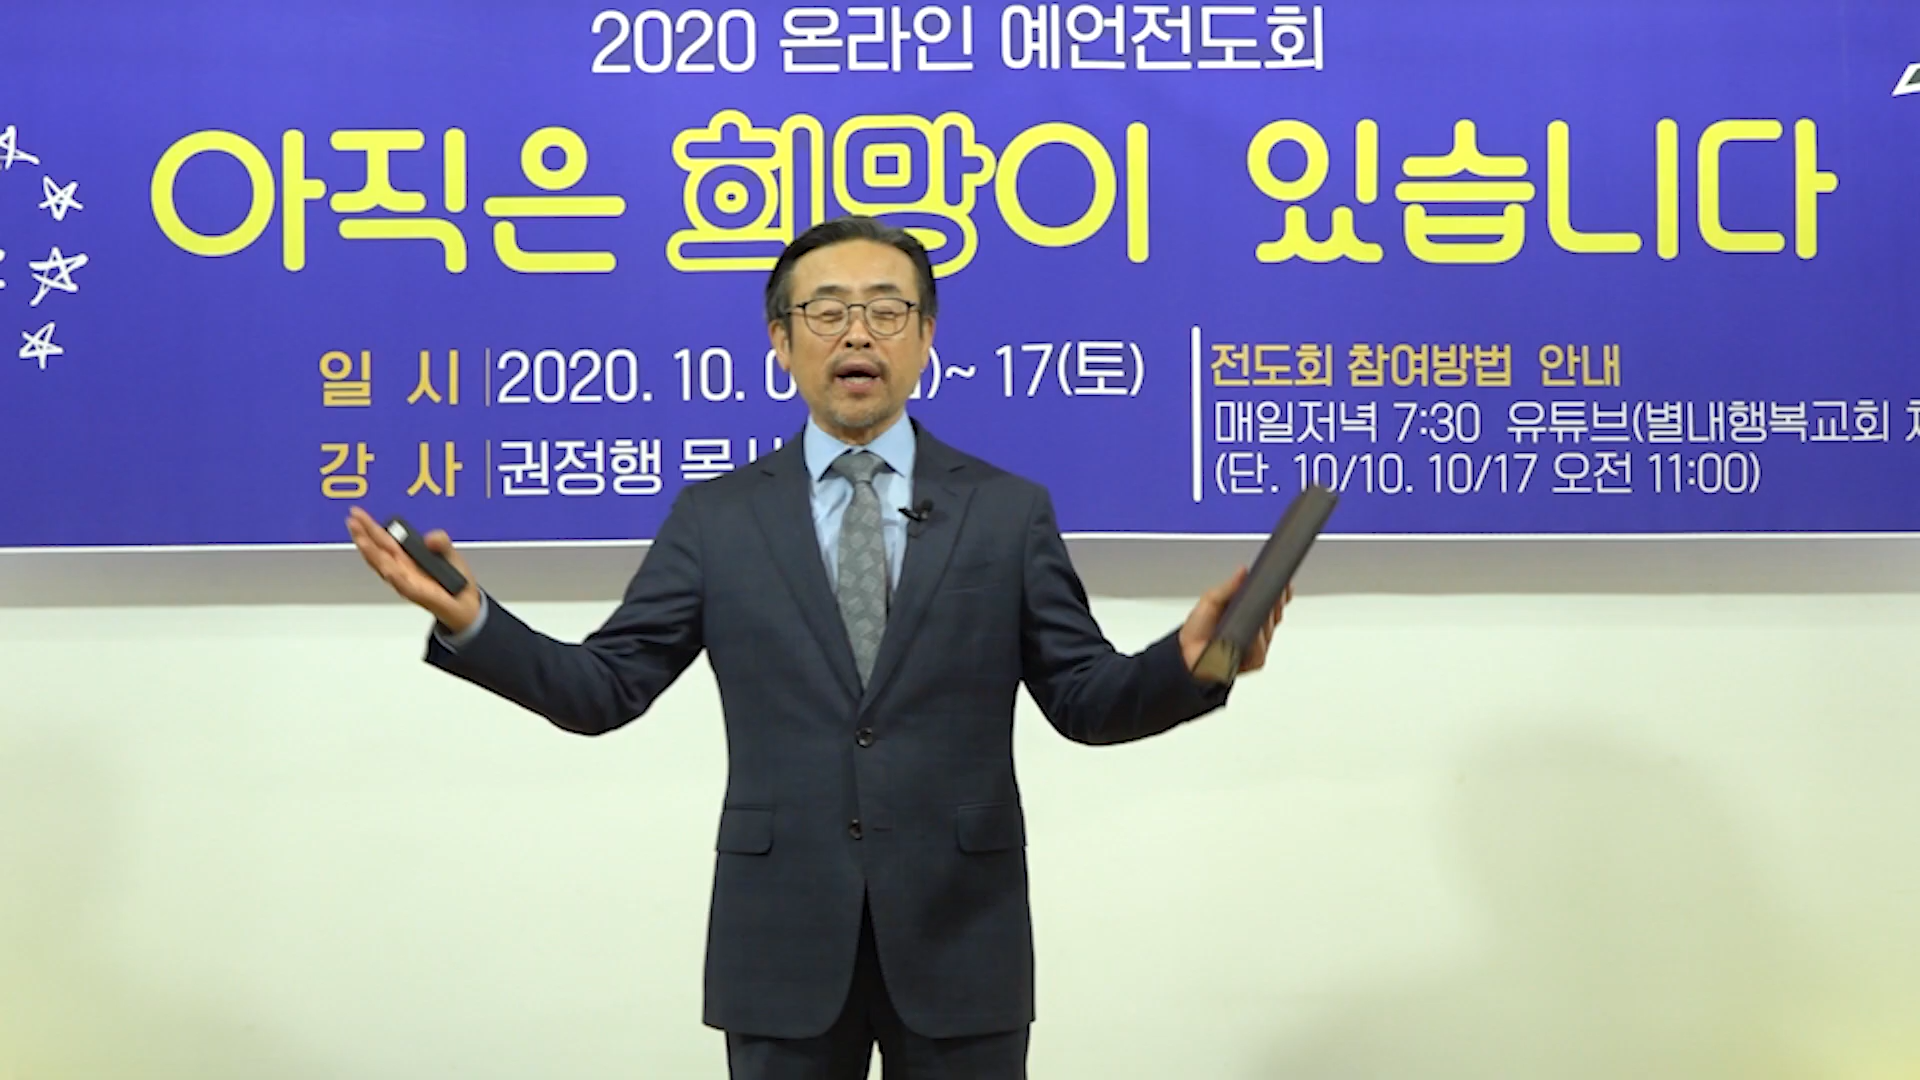 2020 온라인 예언전도회
아직은 희망이 있습니다
일 시 2020. 10. ~ 17(토)
강 사 권정행
전도회 참여방법 안내
매일저녁 7:30 유튜브(별내행복교회
(단. 10/10. 10/17 오전 11:00)